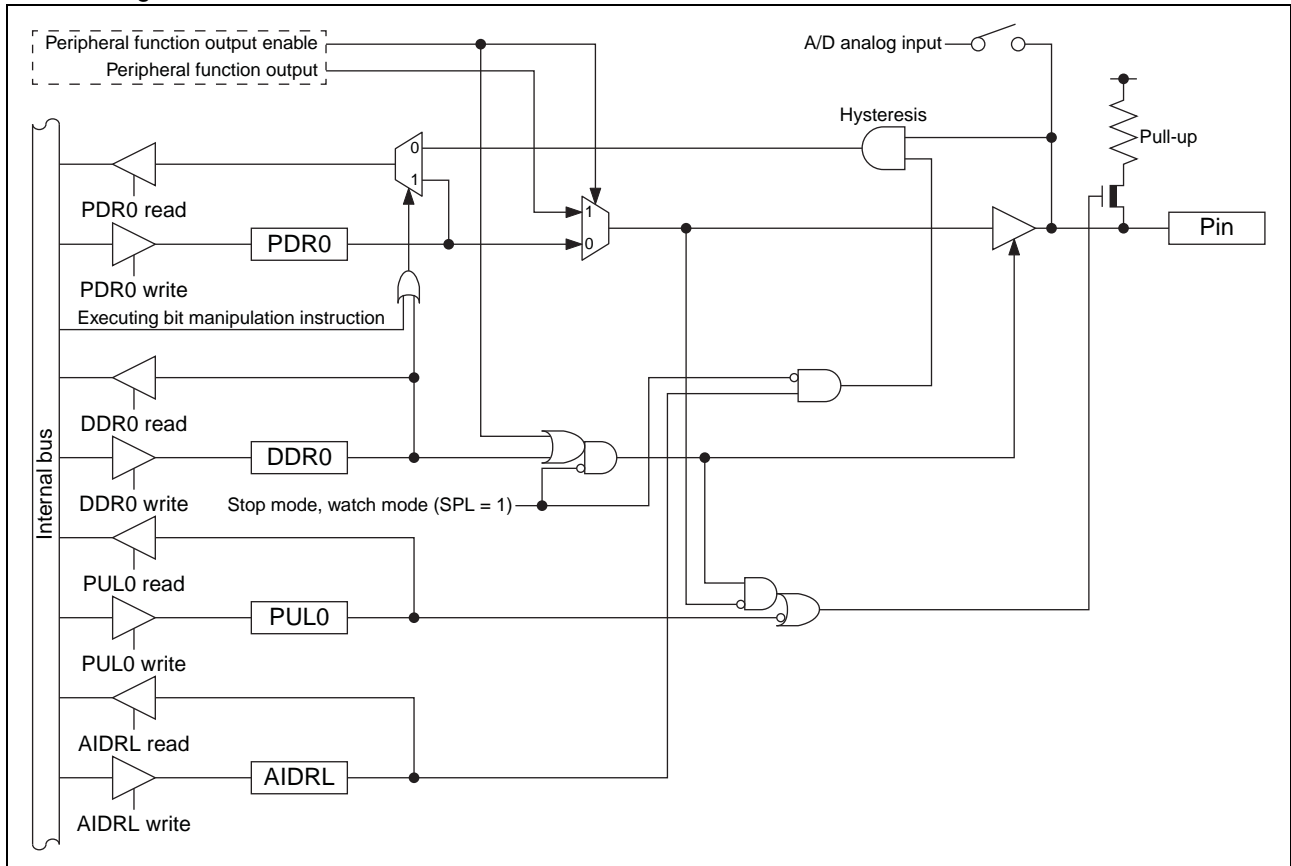 Peripheral function output enable
Peripheral function output
A/D analog input
Hysteresis
Pull-up
0
1
PDR0 read
1
PDR0
0
Pin
PDR0 write
Executing bit manipulation instruction
DDR0 read
DDR0
DDR0 write
Stop mode, watch mode (SPL = 1)
Internal bus
PUL0 read
PUL0
PUL0 write
AIDRL read
AIDRL
AIDRL write